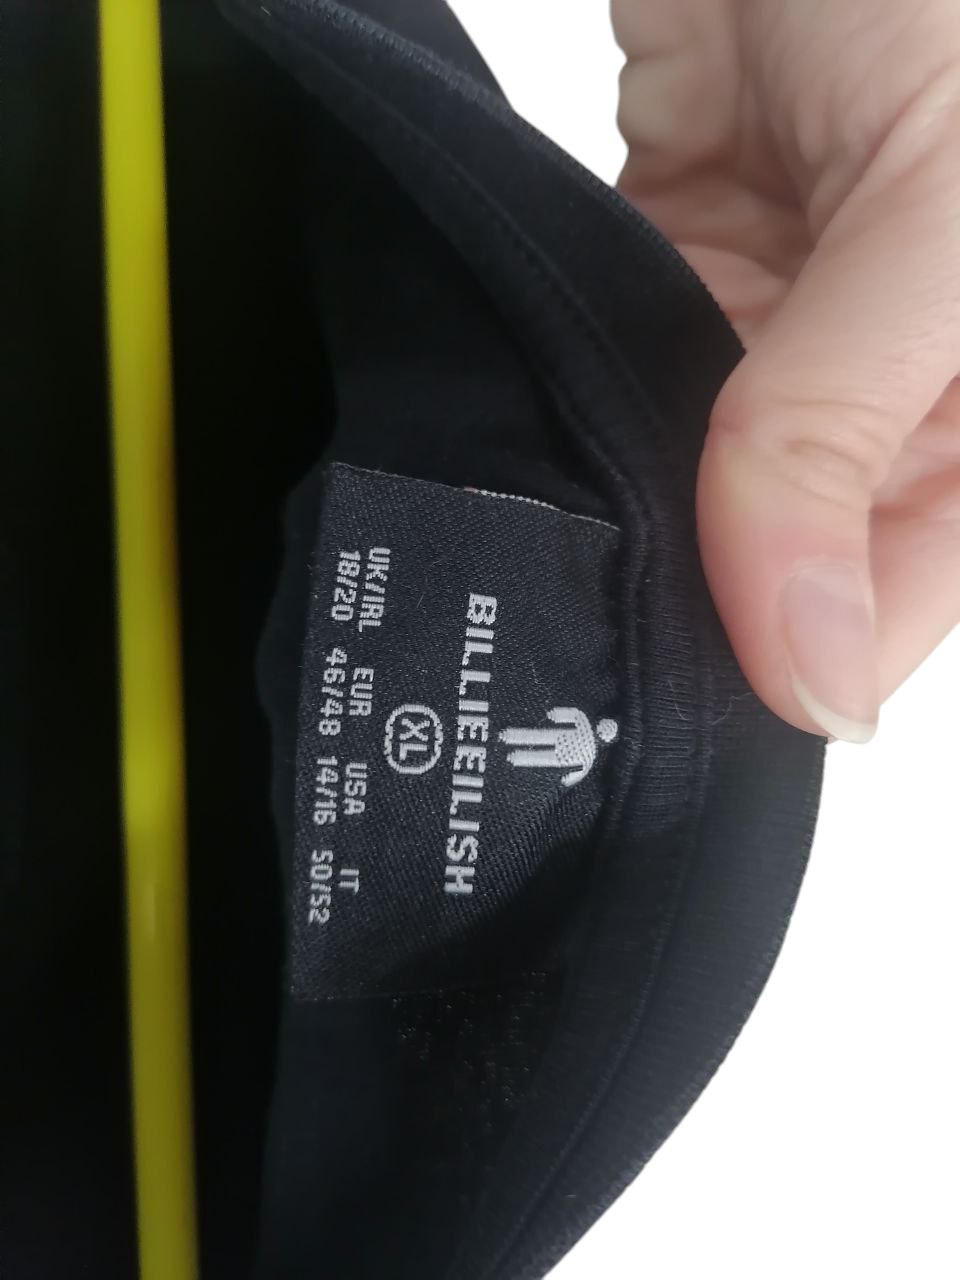 BILLIEEILISH
XL
UK/IRL EUR USA IT
18/20 46/48 14/16 50/52